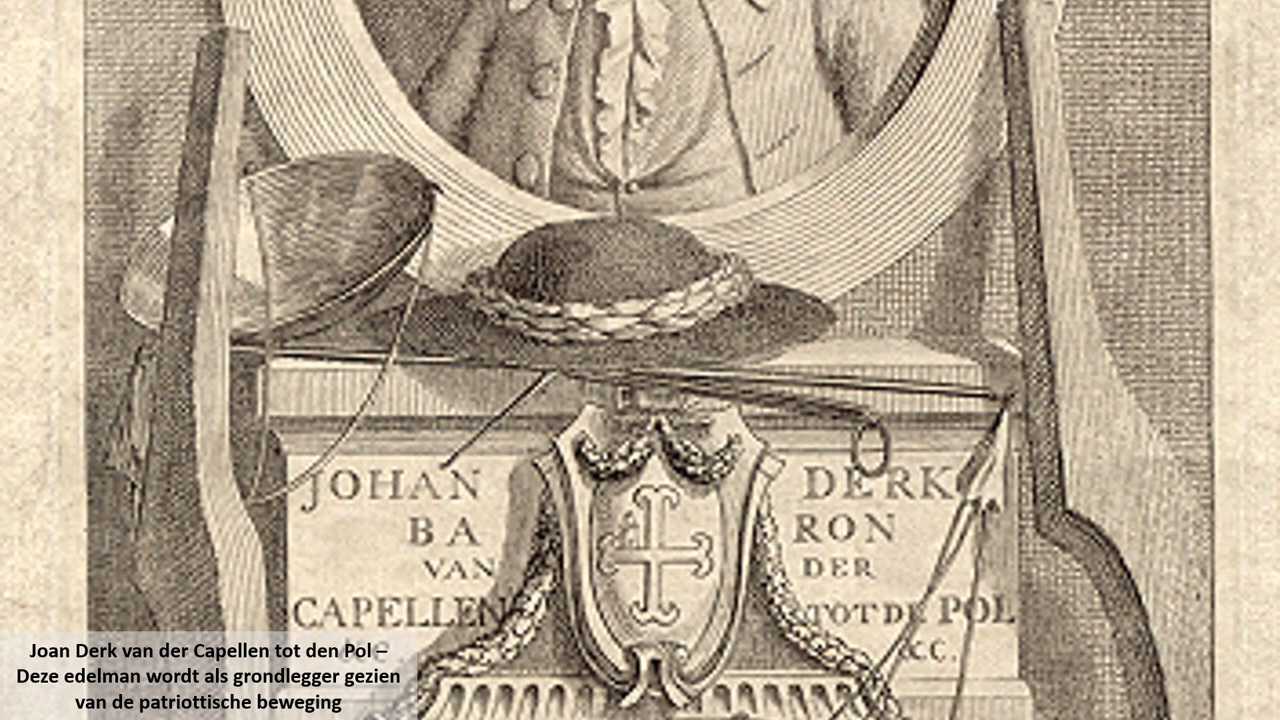 JOHAN DERK
BA RON
VAN DER
CAPELLEN TOT DE POL
&c &CC.
Joan Derk van der Capellen tot den Pol –
Deze edelman wordt als grondlegger gezien
van de patriottische beweging